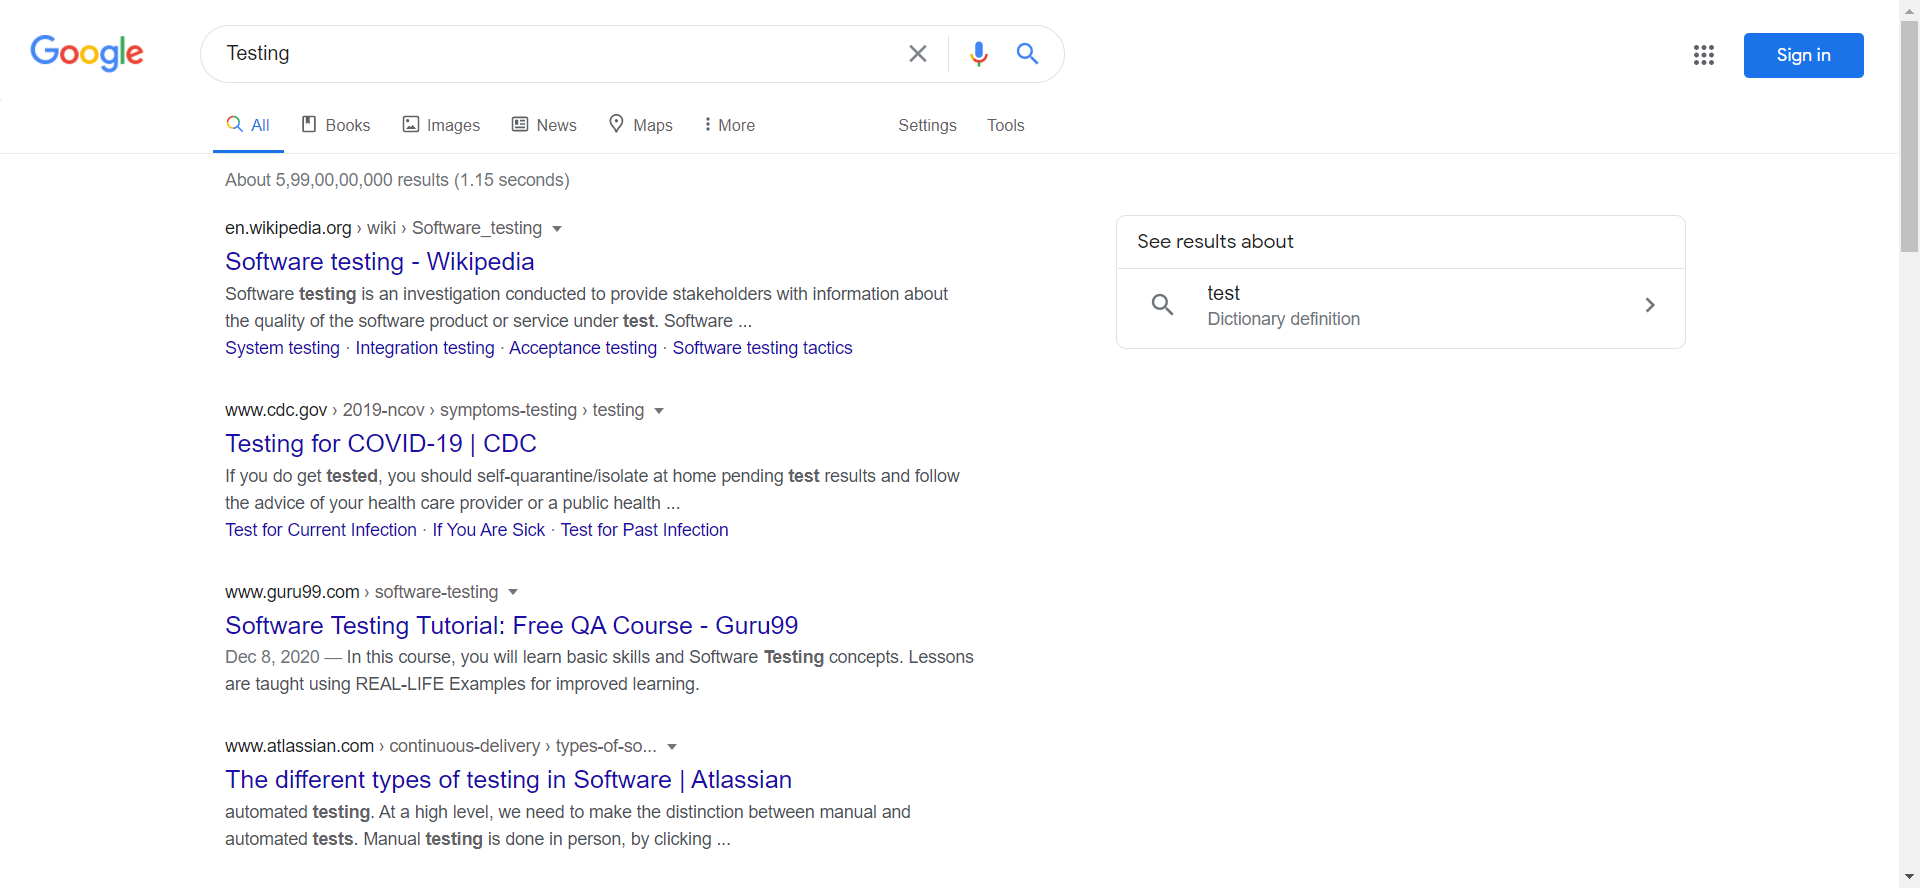 Google
Testing
Sign in
All Books Images News Maps More Settings Tools
About 5,99,00,00,000 results (1.15 seconds)
en.wikipedia.org › wiki › Software_testing
Software testing - Wikipedia
Software testing is an investigation conducted to provide stakeholders with information about
the quality of the software product or service under test. Software ...
System testing · Integration testing · Acceptance testing · Software testing tactics
See results about
test
Dictionary definition
www.cdc.gov › 2019-ncov › symptoms-testing › testing
Testing for COVID-19 | CDC
If you do get tested, you should self-quarantine/isolate at home pending test results and follow
the advice of your health care provider or a public health ...
Test for Current Infection · If You Are Sick · Test for Past Infection
www.guru99.com › software-testing
Software Testing Tutorial: Free QA Course - Guru99
Dec 8, 2020 — In this course, you will learn basic skills and Software Testing concepts. Lessons
are taught using REAL-LIFE Examples for improved learning.
www.atlassian.com › continuous-delivery › types-of-so...
The different types of testing in Software | Atlassian
automated testing. At a high level, we need to make the distinction between manual and
automated tests. Manual testing is done in person, by clicking ...